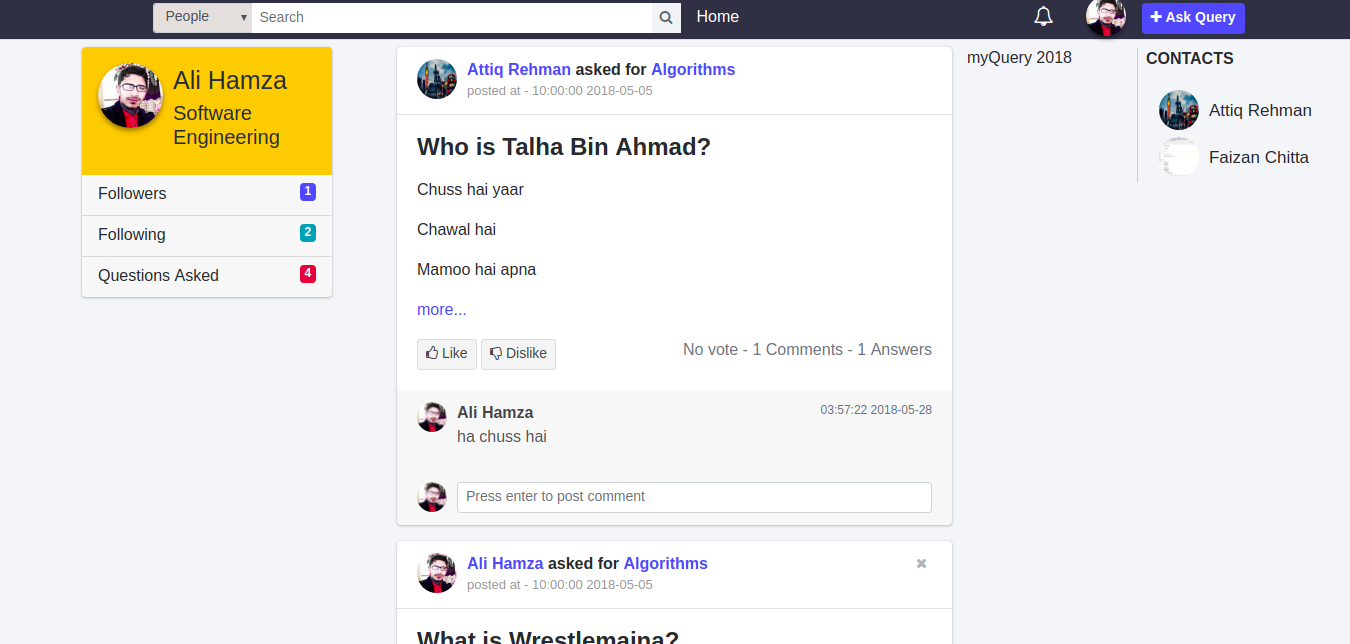 People
Search
Home
Ask Query
Ali Hamza
Software
Engineering
Followers 1
Following 2
Questions Asked 4
Attiq Rehman asked for Algorithms
posted at - 10:00:00 2018-05-05
Who is Talha Bin Ahmad?
Chuss hai yaar
Chawal hai
Mamoo hai apna
more...
Like
Dislike
No vote - 1 Comments - 1 Answers
Ali Hamza
03:57:22 2018-05-28
ha chuss hai
Press enter to post comment
Ali Hamza asked for Algorithms
posted at - 10:00:00 2018-05-05
What is Wrestlemaina?
myQuery 2018
CONTACTS
Attiq Rehman
Faizan Chitta